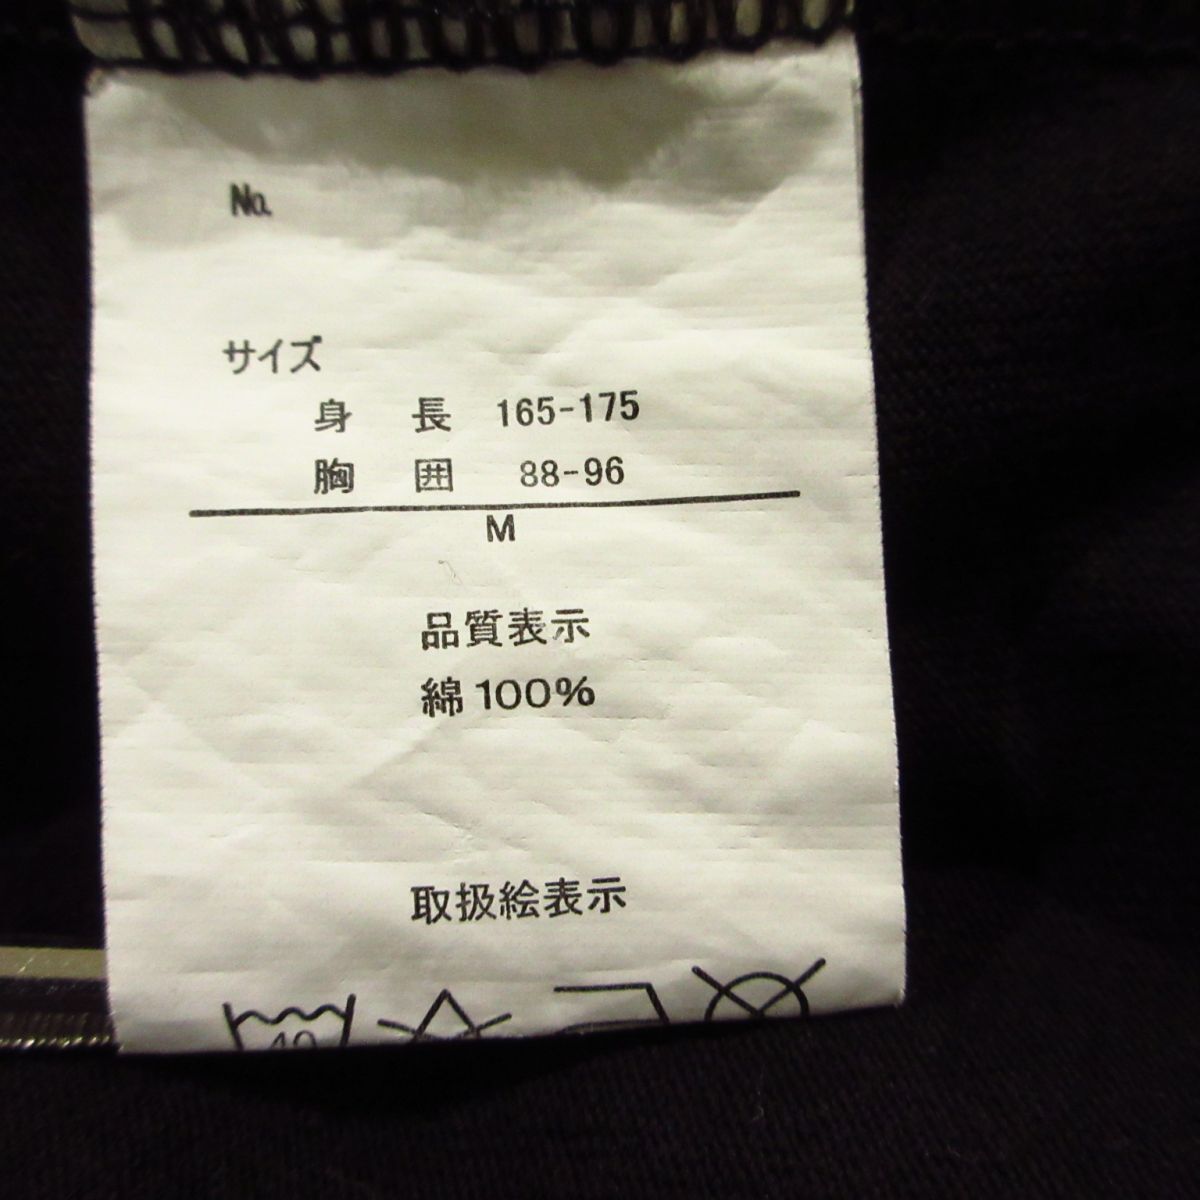 No.
サイズ
身 長 165-175
胸 囲 88-96
M
品質表示
綿 100%
取扱絵表示
40